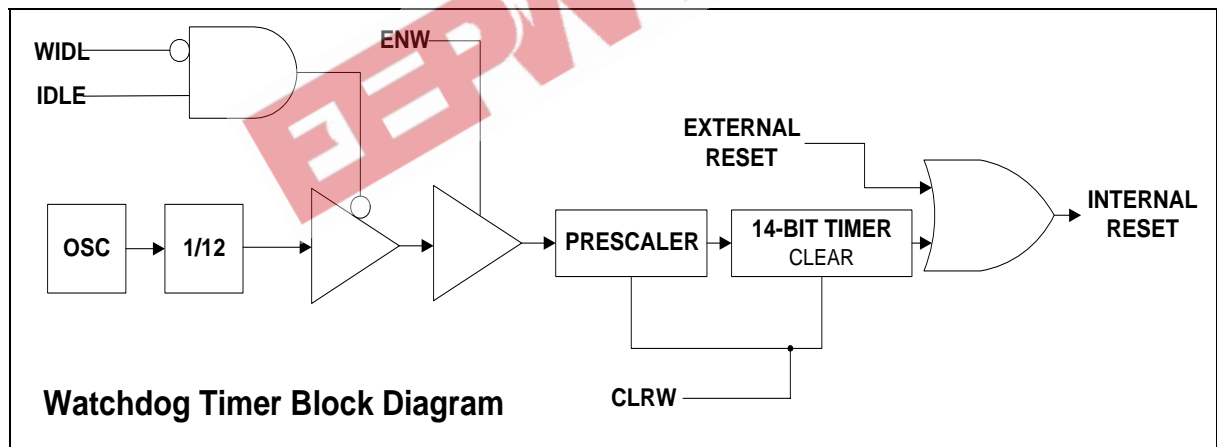 WIDL
IDLE
ENW
EXTERNAL
RESET
INTERNAL
RESET
OSC
1/12
PRESCALER
14-BIT TIMER
CLEAR
CLRW
Watchdog Timer Block Diagram
EEPW